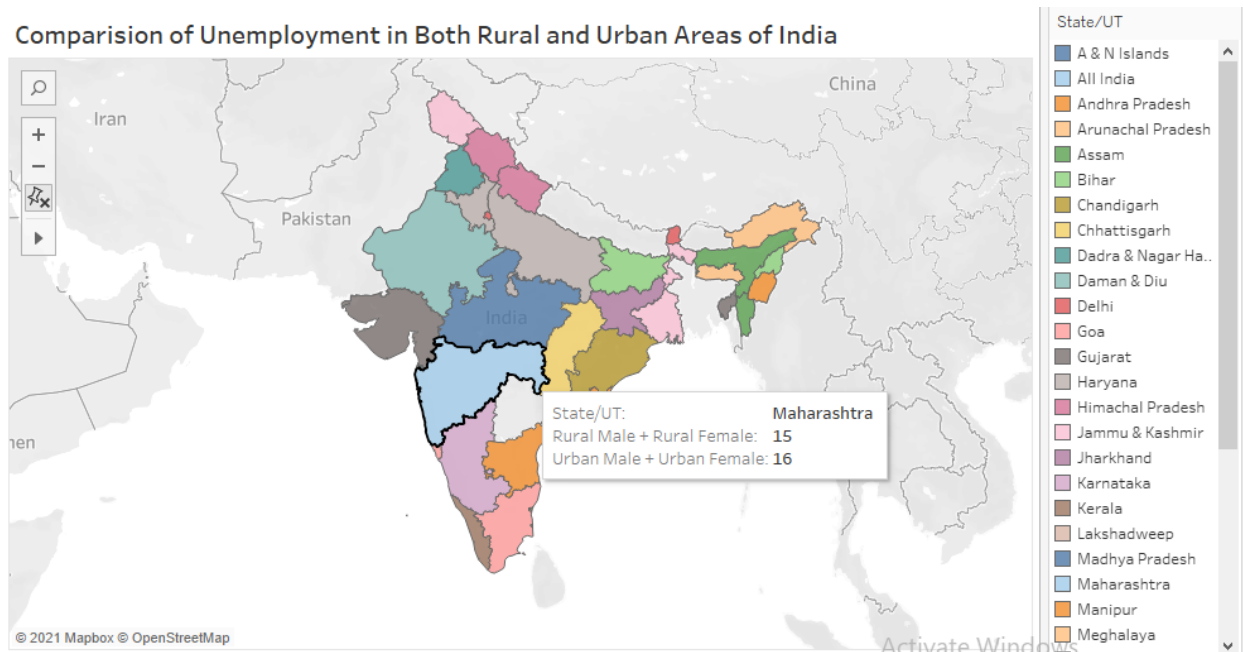 Comparision of Unemployment in Both Rural and Urban Areas of India
Iran
China
Pakistan
India
men
State/UT: Maharashtra
Rural Male + Rural Female: 15
Urban Male + Urban Female: 16
© 2021 Mapbox © OpenStreetMap
State/UT
A & N Islands
All India
Andhra Pradesh
Arunachal Pradesh
Assam
Bihar
Chandigarh
Chhattisgarh
Dadra & Nagar Ha..
Daman & Diu
Delhi
Goa
Gujarat
Haryana
Himachal Pradesh
Jammu & Kashmir
Jharkhand
Karnataka
Kerala
Lakshadweep
Madhya Pradesh
Maharashtra
Manipur
Meghalaya
Activate Windows